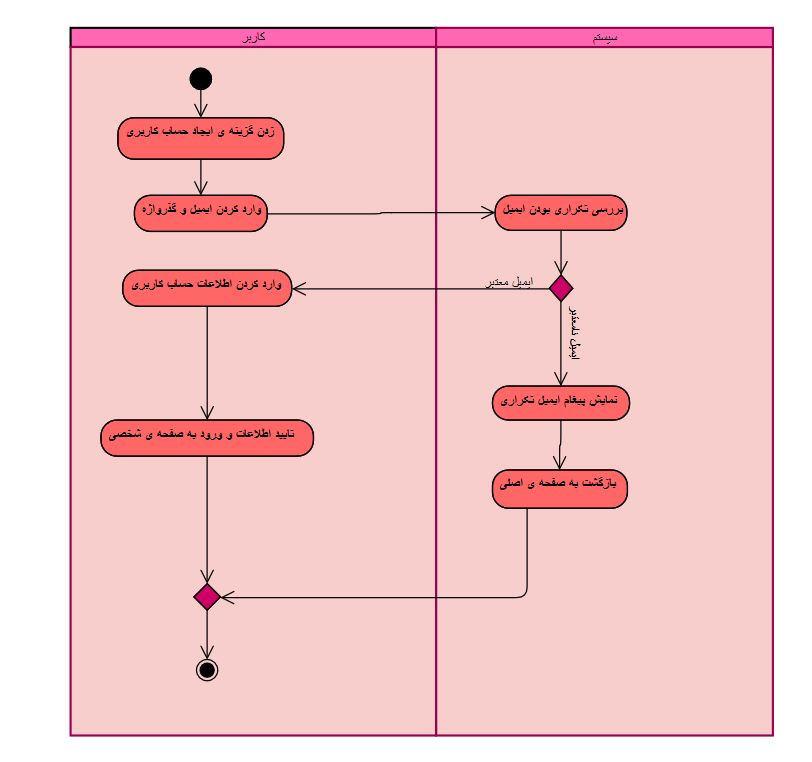 کاربر
سیستم
زدن گزینه ی ایجاد حساب کاربری
وارد کردن ایمیل و گذرواژه
بررسی تکراری بودن ایمیل
ایمیل معتبر
وارد کردن اطلاعات حساب کاربری
ایمیل نامعتبر
نمایش پیغام ایمیل تکراری
تایید اطلاعات و ورود به صفحه ی شخصی
بازگشت به صفحه ی اصلی